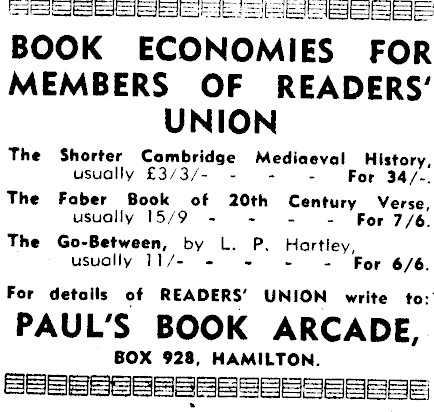 BOOK ECONOMIES FOR
MEMBERS OF READERS'
UNION
The Shorter Cambridge Mediaeval History,
usually £3/3/- - - - For 34/-.
The Faber Book of 20th Century Verse,
usually 15/9 - - - - For 7/6.
The Go-Between, by L. P. Hartley,
usually 11/- - - - - For 6/6.
For details of READERS' UNION write to:
PAUL'S BOOK ARCADE,
BOX 928, HAMILTON.